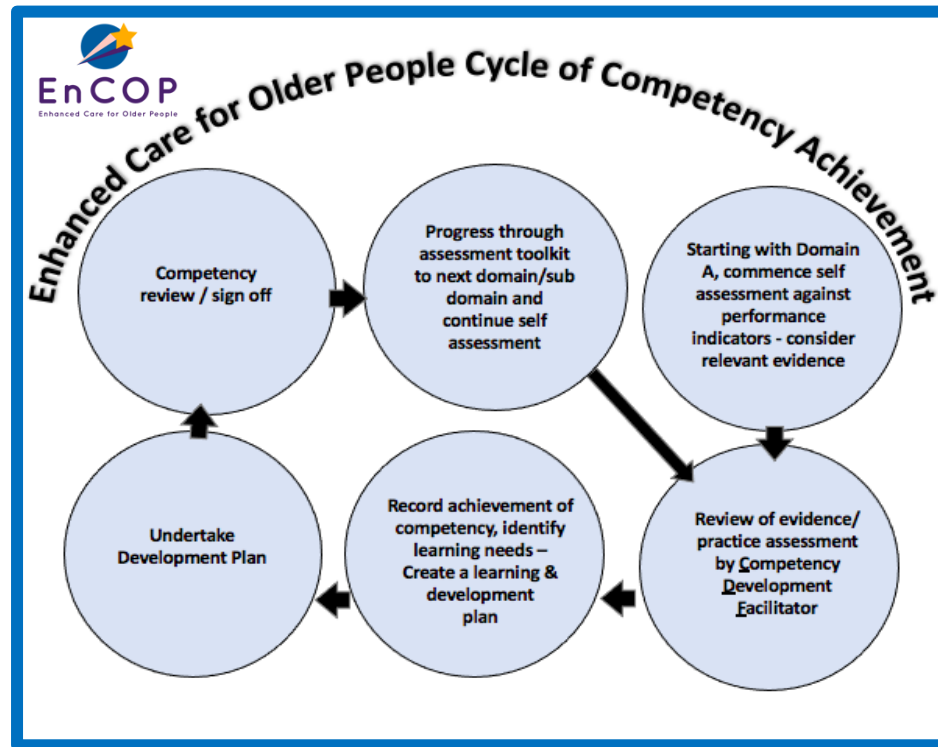 EnCOP
Enhanced Care for Older People
Enhanced Care for Older People Cycle of Competency Achievement
Competency
review / sign off
Progress through
assessment toolkit
to next domain/sub
domain and
continue self
assessment
Starting with Domain
A, commence self
assessment against
performance
indicators - consider
relevant evidence
Undertake
Development Plan
Record achievement of
competency, identify
learning needs –
Create a learning &
development
plan
Review of evidence/
practice assessment
by Competency
Development
Facilitator